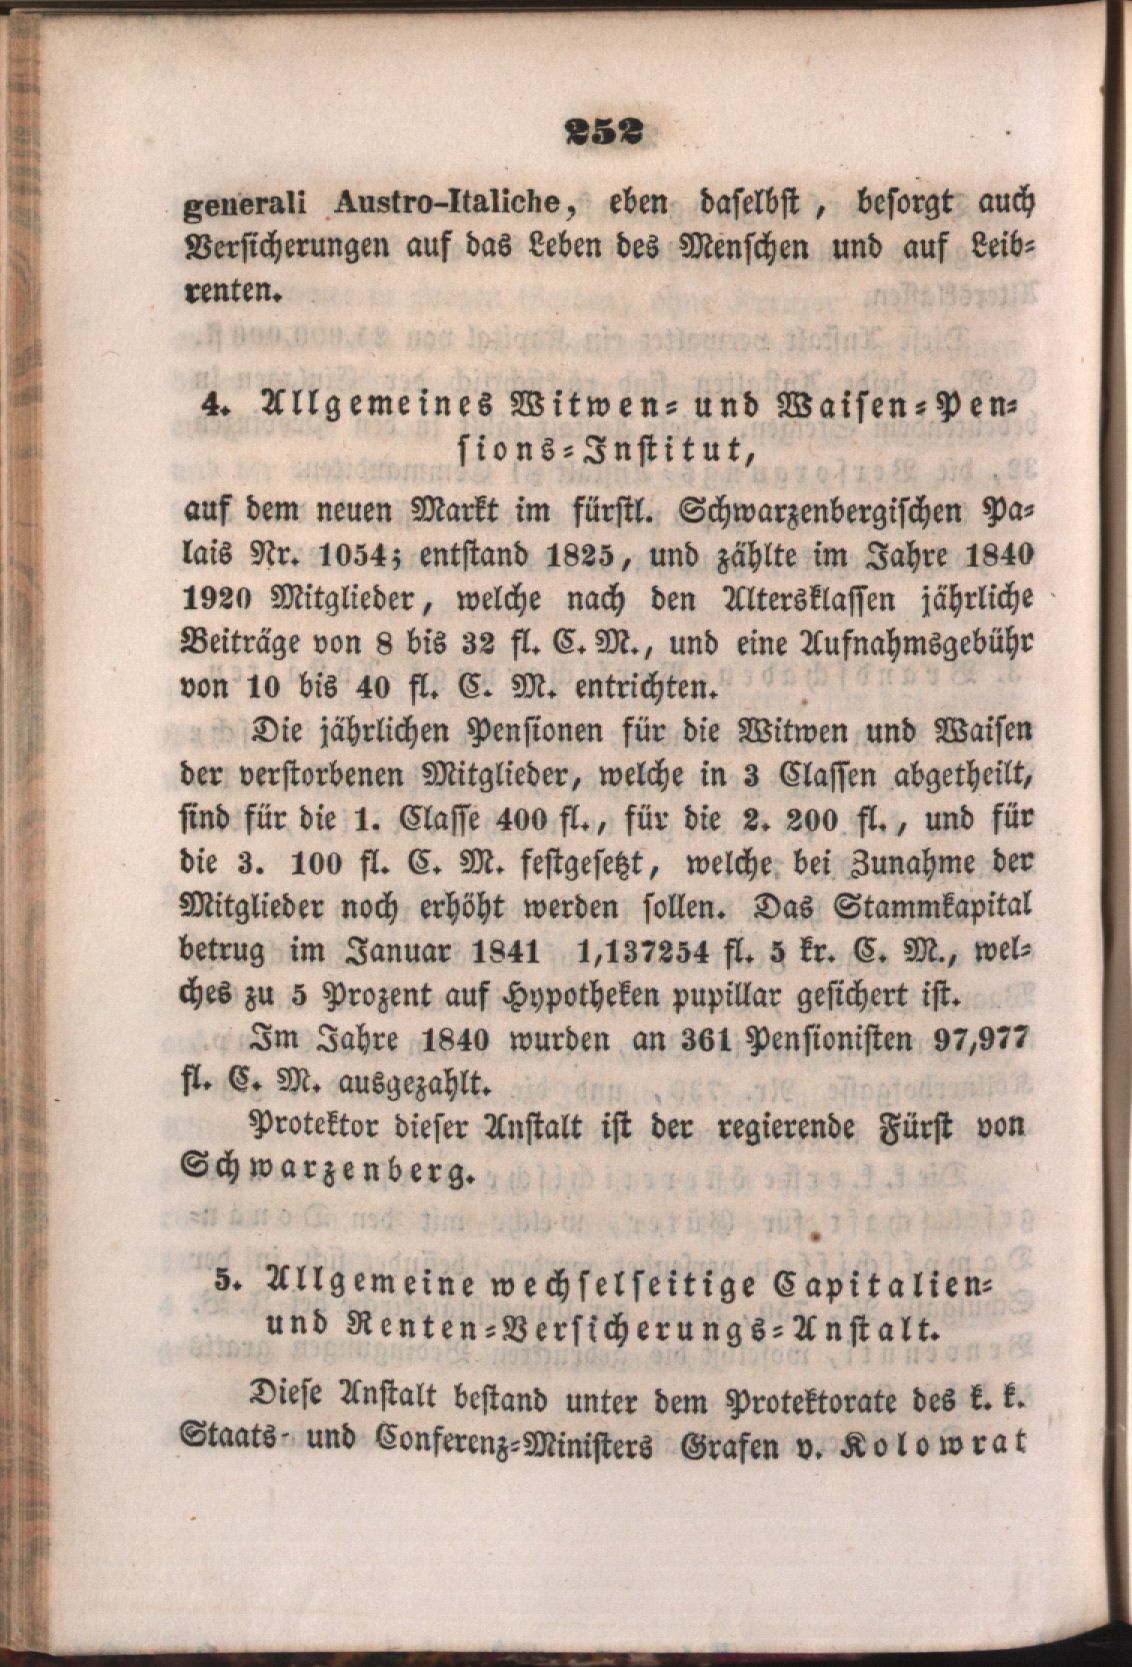 252
generali Austro-Italiche, eben daselbst, besorgt auch
Versicherungen auf das Leben des Menschen und auf Leib-
renten.
4. Allgemeines Witwen- und Waisen-Pen-
sions-Institut,
auf dem neuen Markt im fürstl. Schwarzenbergischen Pa-
lais Nr. 1054; entstand 1825, und zählte im Jahre 1840
1920 Mitglieder, welche nach den Altersklassen jährliche
Beiträge von 8 bis 32 fl. C. M., und eine Aufnahmsgebühr
von 10 bis 40 fl. C. M. entrichten.
Die jährlichen Pensionen für die Witwen und Waisen
der verstorbenen Mitglieder, welche in 3 Classen abgetheilt,
sind für die 1. Classe 400 fl., für die 2. 200 fl., und für
die 3. 100 fl. C. M. festgesetzt, welche bei Zunahme der
Mitglieder noch erhöht werden sollen. Das Stammkapital
betrug im Januar 1841 1,137254 fl. 5 kr. C. M., wel-
ches zu 5 Prozent auf Hypotheken pupillar gesichert ist.
Im Jahre 1840 wurden an 361 Pensionisten 97,977
fl. C. M. ausgezahlt.
Protektor dieser Anstalt ist der regierende Fürst von
Schwarzenberg.
5. Allgemeine wechselseitige Capitalien-
und Renten-Versicherungs-Anstalt.
Diese Anstalt bestand unter dem Protektorate des k. k.
Staats- und Conferenz-Ministers Grafen v. Kolowrat